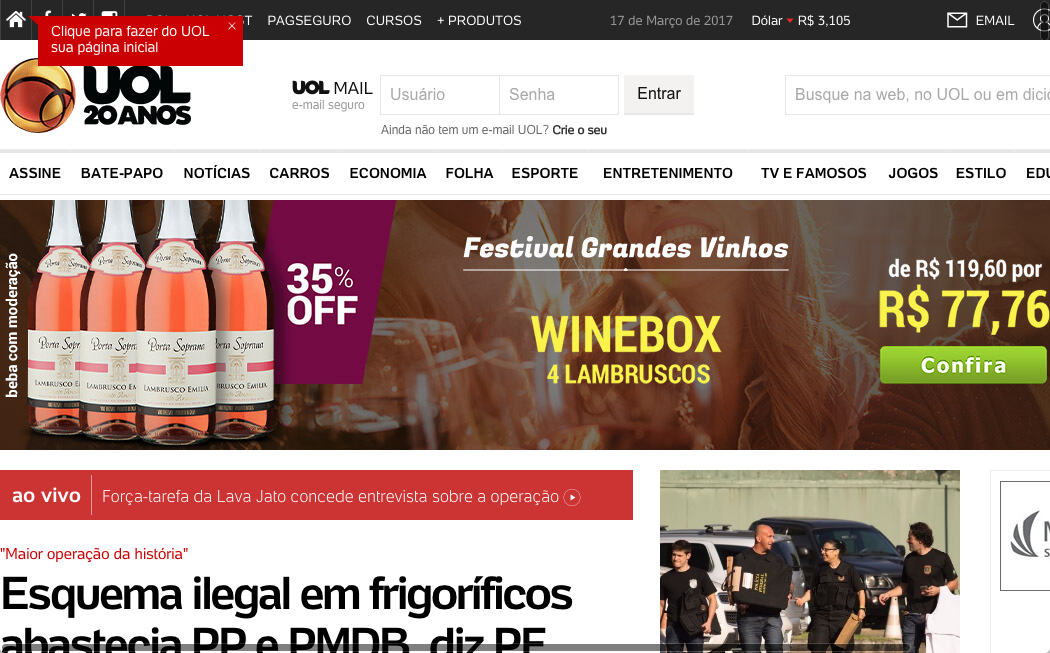 PAGSEGURO CURSOS + PRODUTOS 17 de Março de 2017 Dólar R$ 3,105 EMAIL
Clique para fazer do UOL
sua página inicial
UOL
20 ANOS
UOL MAIL
e-mail seguro
Usuário Senha Entrar
Ainda não tem um e-mail UOL? Crie o seu
Busque na web, no UOL ou em dicio
ASSINE BATE-PAPO NOTÍCIAS CARROS ECONOMIA FOLHA ESPORTE ENTRETENIMENTO TV E FAMOSOS JOGOS ESTILO EDU
beba com moderação
Porta Soprana
LAMBRUSCO EMILIA
35% OFF
Festival Grandes Vinhos
WINEBOX
4 LAMBRUSCOS
de R$ 119,60 por
R$ 77,76
Confira
ao vivo Força-tarefa da Lava Jato concede entrevista sobre a operação
"Maior operação da história"
Esquema ilegal em frigoríficos
abastecia PP e PMDB, diz PF